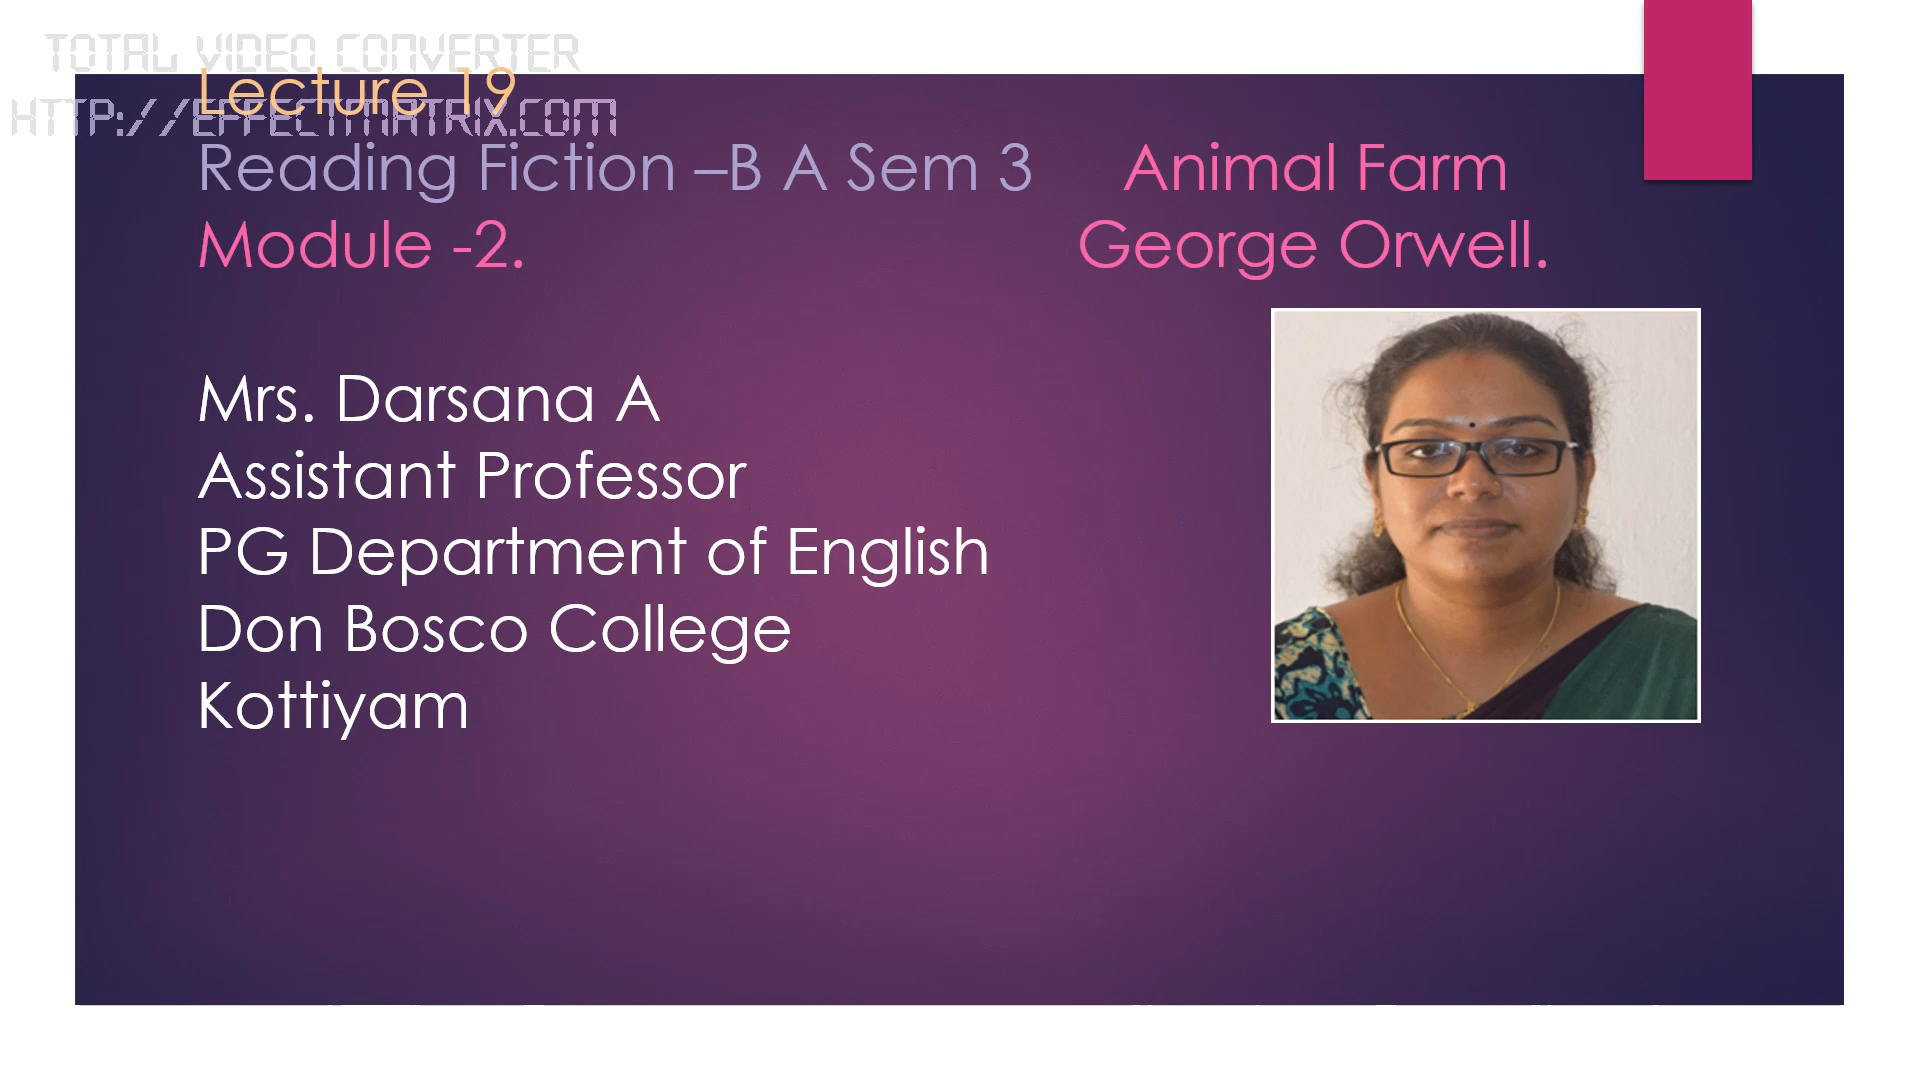 TOTAL VIDEO CONVERTER
HTTP://EFFECTMATRIX.COM
Lecture 19
Reading Fiction –B A Sem 3 Animal Farm
Module -2. George Orwell.
Mrs. Darsana A
Assistant Professor
PG Department of English
Don Bosco College
Kottiyam